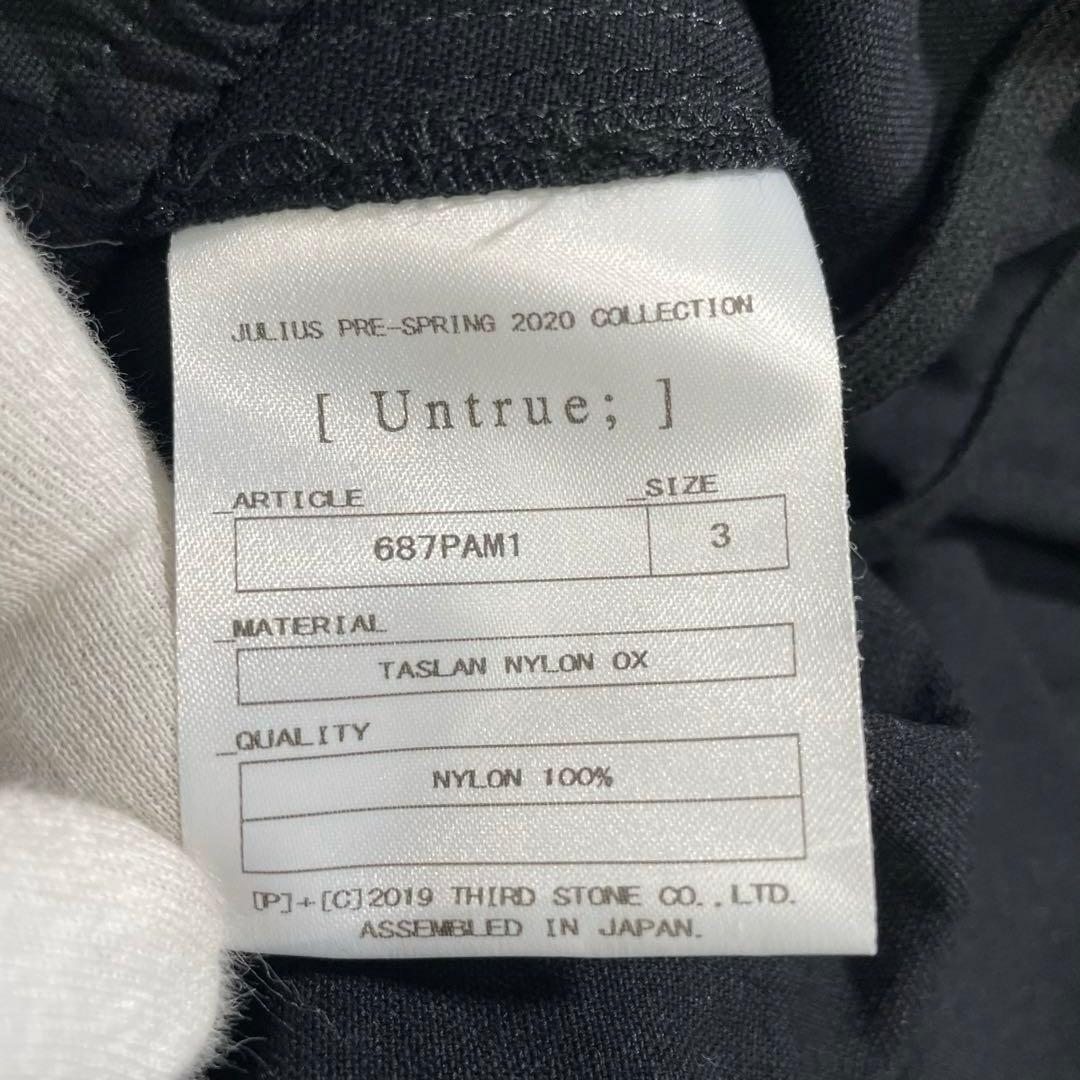 JULIUS PRE-SPRING 2020 COLLECTION
[ Untrue; ]
_ARTICLE _SIZE
687PAM1 3
_MATERIAL
TASLAN NYLON OX
_QUALITY
NYLON 100%
[P]+[C]2019 THIRD STONE CO.,LTD.
ASSEMBLED IN JAPAN.